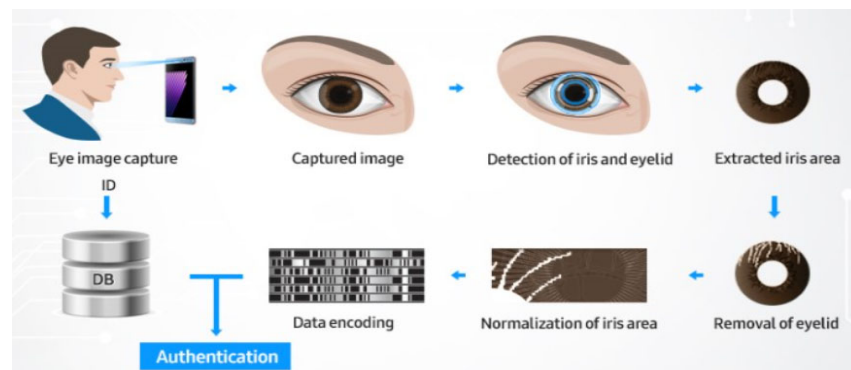 Eye image capture
Captured image
Detection of iris and eyelid
Extracted iris area
ID
DB
Data encoding
Normalization of iris area
Removal of eyelid
Authentication